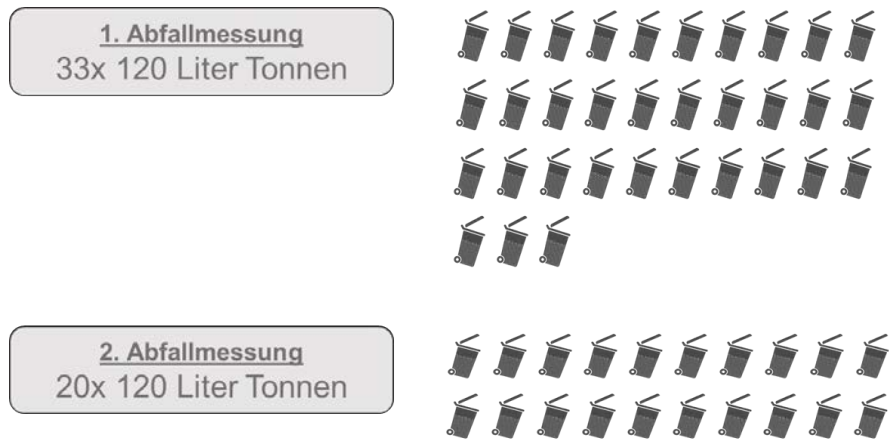 1. Abfallmessung
33x 120 Liter Tonnen
2. Abfallmessung
20x 120 Liter Tonnen